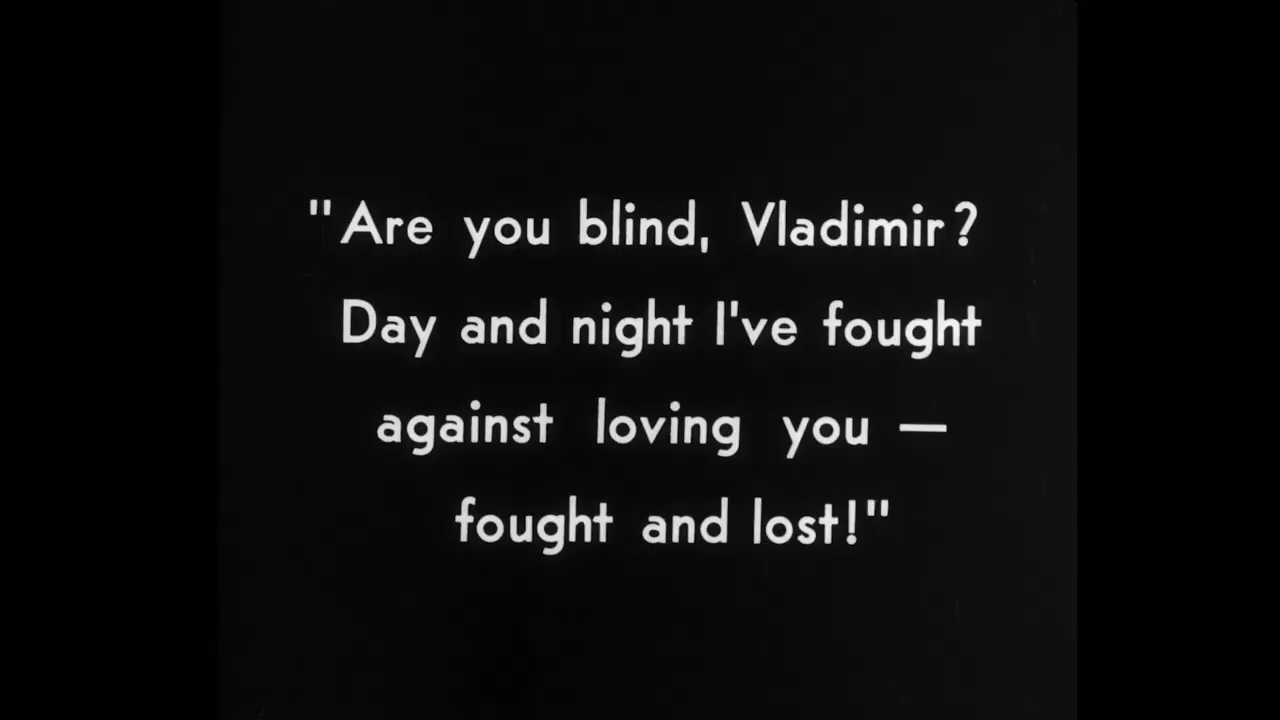 "Are you blind, Vladimir?
Day and night I've fought
against loving you —
fought and lost!"